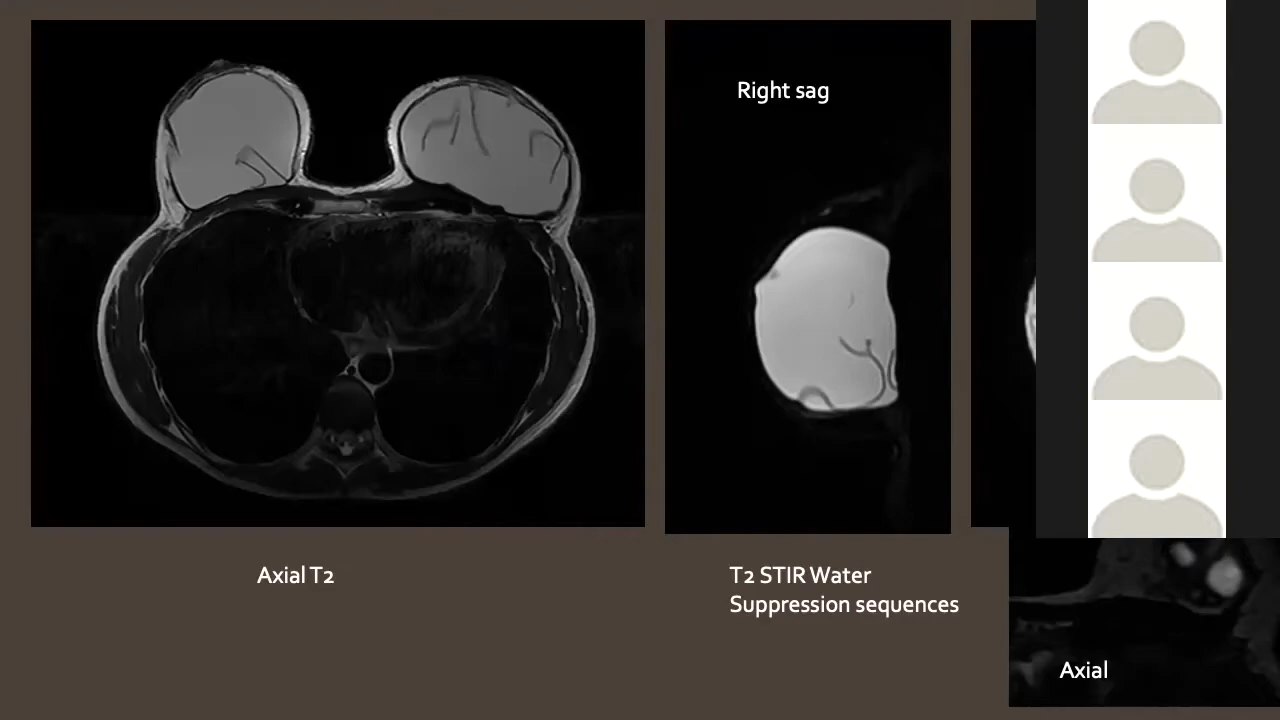 Right sag
Axial T2
T2 STIR Water
Suppression sequences
Axial